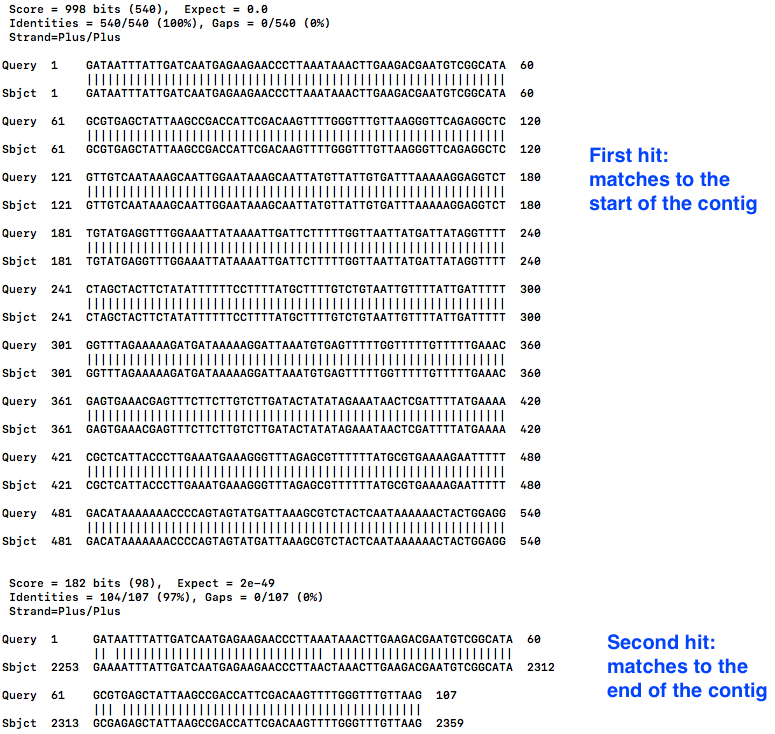 Score = 998 bits (540),  Expect = 0.0
Identities = 540/540 (100%), Gaps = 0/540 (0%)
Strand=Plus/Plus
Query  1    GATAATTTATTGATCAATGAGAAGAACCCTTAAATAAACTTGAAGACGAATGTCGGCATA  60
||||||||||||||||||||||||||||||||||||||||||||||||||||||||||||
Sbjct  1    GATAATTTATTGATCAATGAGAAGAACCCTTAAATAAACTTGAAGACGAATGTCGGCATA  60
Query  61   GCGTGAGCTATTAAGCCGACCATTCGACAAGTTTTGGGTTTGTTAAGGGTTCAGAGGCTC  120
||||||||||||||||||||||||||||||||||||||||||||||||||||||||||||
Sbjct  61   GCGTGAGCTATTAAGCCGACCATTCGACAAGTTTTGGGTTTGTTAAGGGTTCAGAGGCTC  120
Query  121  GTTGTCAATAAAGCAATTGGAATAAAGCAATTATGTTATTGTGATTTAAAAAGGAGGTCT  180
||||||||||||||||||||||||||||||||||||||||||||||||||||||||||||
Sbjct  121  GTTGTCAATAAAGCAATTGGAATAAAGCAATTATGTTATTGTGATTTAAAAAGGAGGTCT  180
Query  181  TGTATGAGGTTTGGAAATTATAAAATTGATTCTTTTTGGTTAATTATGATTATAGGTTTT  240
||||||||||||||||||||||||||||||||||||||||||||||||||||||||||||
Sbjct  181  TGTATGAGGTTTGGAAATTATAAAATTGATTCTTTTTGGTTAATTATGATTATAGGTTTT  240
Query  241  CTAGCTACTTCTATATTTTTTCCTTTTATGCTTTTGTCTGTAATTGTTTTATTGATTTTT  300
||||||||||||||||||||||||||||||||||||||||||||||||||||||||||||
Sbjct  241  CTAGCTACTTCTATATTTTTTCCTTTTATGCTTTTGTCTGTAATTGTTTTATTGATTTTT  300
Query  301  GGTTTAGAAAAAGATGATAAAAAGGATTAAATGTGAGTTTTTGGTTTTTGTTTTTGAAAC  360
||||||||||||||||||||||||||||||||||||||||||||||||||||||||||||
Sbjct  301  GGTTTAGAAAAAGATGATAAAAAGGATTAAATGTGAGTTTTTGGTTTTTGTTTTTGAAAC  360
Query  361  GAGTGAAACGAGTTTCTTCTTGTCTTGATACTATATAGAAATAACTCGATTTTATGAAAA  420
||||||||||||||||||||||||||||||||||||||||||||||||||||||||||||
Sbjct  361  GAGTGAAACGAGTTTCTTCTTGTCTTGATACTATATAGAAATAACTCGATTTTATGAAAA  420
Query  421  CGCTCATTACCCTTGAAATGAAAGGGTTTAGAGCGTTTTTTATGCGTGAAAAGAATTTTT  480
||||||||||||||||||||||||||||||||||||||||||||||||||||||||||||
Sbjct  421  CGCTCATTACCCTTGAAATGAAAGGGTTTAGAGCGTTTTTTATGCGTGAAAAGAATTTTT  480
Query  481  GACATAAAAAAACCCCAGTAGTATGATTAAAGCGTCTACTCAATAAAAAACTACTGGAGG  540
||||||||||||||||||||||||||||||||||||||||||||||||||||||||||||
Sbjct  481  GACATAAAAAAACCCCAGTAGTATGATTAAAGCGTCTACTCAATAAAAAACTACTGGAGG  540
First hit:
matches to the
start of the contig
Score = 182 bits (98),  Expect = 2e-49
Identities = 104/107 (97%), Gaps = 0/107 (0%)
Strand=Plus/Plus
Query  1     GATAATTTATTGATCAATGAGAAGAACCCTTAAATAAACTTGAAGACGAATGTCGGCATA  60
|| |||||||||||||||||||||||||||||| ||||||||||||||||||||||||||
Sbjct  2253  GAAAATTTATTGATCAATGAGAAGAACCCTTAACTAAACTTGAAGACGAATGTCGGCATA  2312
Query  61    GCGTGAGCTATTAAGCCGACCATTCGACAAGTTTTGGGTTTGTTAAG  107
||| |||||||||||||||||||||||||||||||||||||||||||
Sbjct  2313  GCGAGAGCTATTAAGCCGACCATTCGACAAGTTTTGGGTTTGTTAAG  2359
Second hit:
matches to the
end of the contig